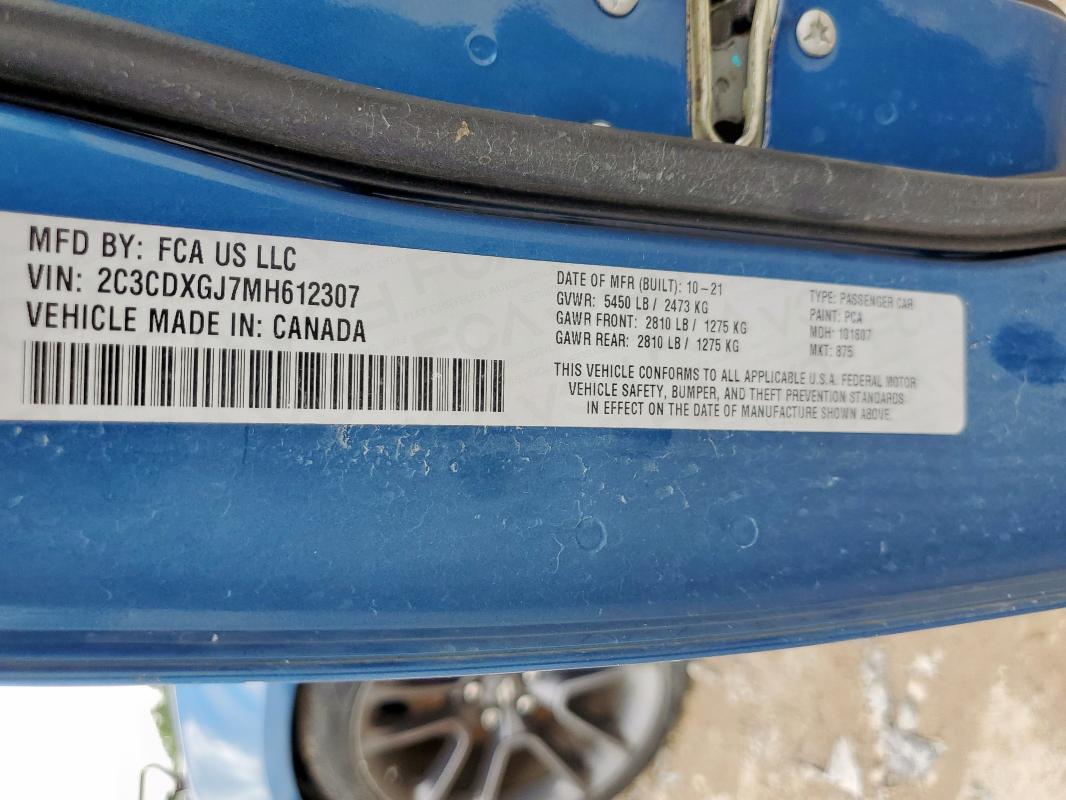 MFD BY: FCA US LLC
VIN: 2C3CDXGJ7MH612307
VEHICLE MADE IN: CANADA
DATE OF MFR (BUILT): 10-21
GVWR: 5450 LB / 2473 KG
GAWR FRONT: 2810 LB / 1275 KG
GAWR REAR: 2810 LB / 1275 KG
TYPE: PASSENGER CAR
PAINT: PCA
MDH: 101807
MKT: 875
THIS VEHICLE CONFORMS TO ALL APPLICABLE U.S.A. FEDERAL MOTOR
VEHICLE SAFETY, BUMPER, AND THEFT PREVENTION STANDARDS
IN EFFECT ON THE DATE OF MANUFACTURE SHOWN ABOVE.